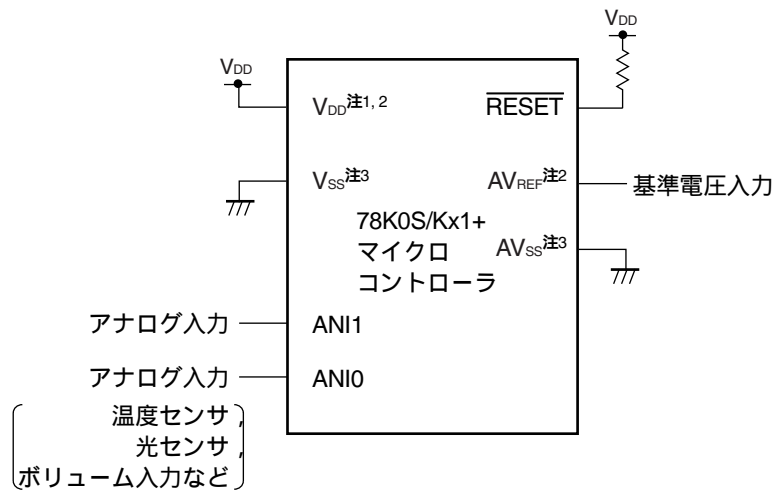 VDD
VDD
VDD注1, 2
RESET
VSS注3
AVREF注2
基準電圧入力
78K0S/Kx1+
マイクロ
コントローラ
AVSS注3
アナログ入力
ANI1
アナログ入力
ANI0
温度センサ,
光センサ,
ボリューム入力など